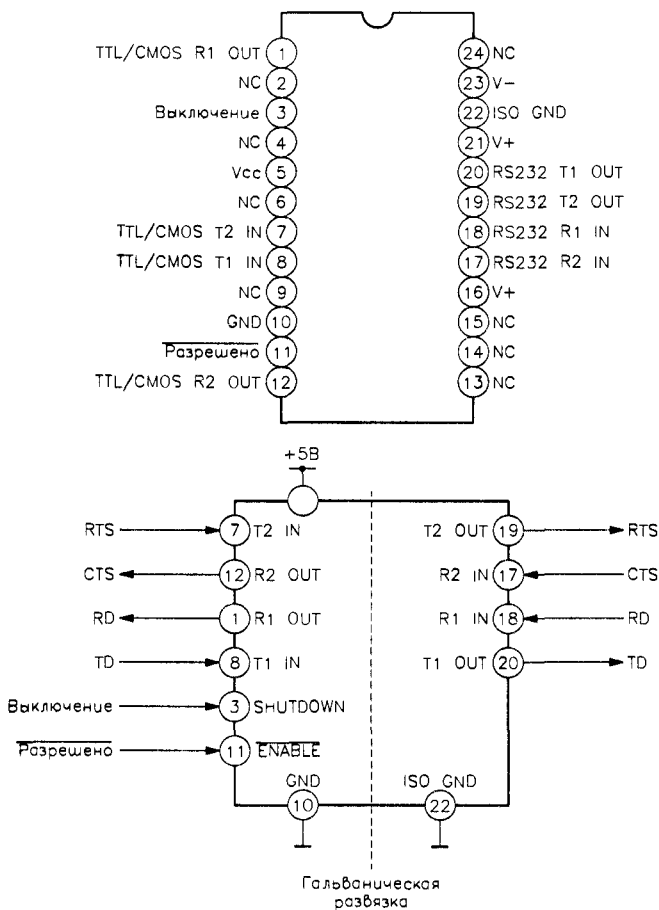 TTL/CMOS R1 OUT 1
NC 2
Выключение 3
NC 4
Vcc 5
NC 6
TTL/CMOS T2 IN 7
TTL/CMOS T1 IN 8
NC 9
GND 10
Разрешено 11
TTL/CMOS R2 OUT 12
24 NC
23 V−
22 ISO GND
21 V+
20 RS232 T1 OUT
19 RS232 T2 OUT
18 RS232 R1 IN
17 RS232 R2 IN
16 V+
15 NC
14 NC
13 NC
+5В
RTS 7 T2 IN
CTS 12 R2 OUT
RD 1 R1 OUT
TD 8 T1 IN
Выключение 3 SHUTDOWN
Разрешено 11 ENABLE
T2 OUT 19 RTS
R2 IN 17 CTS
R1 IN 18 RD
T1 OUT 20 TD
GND
10
ISO GND
22
Гальваническая
развязка